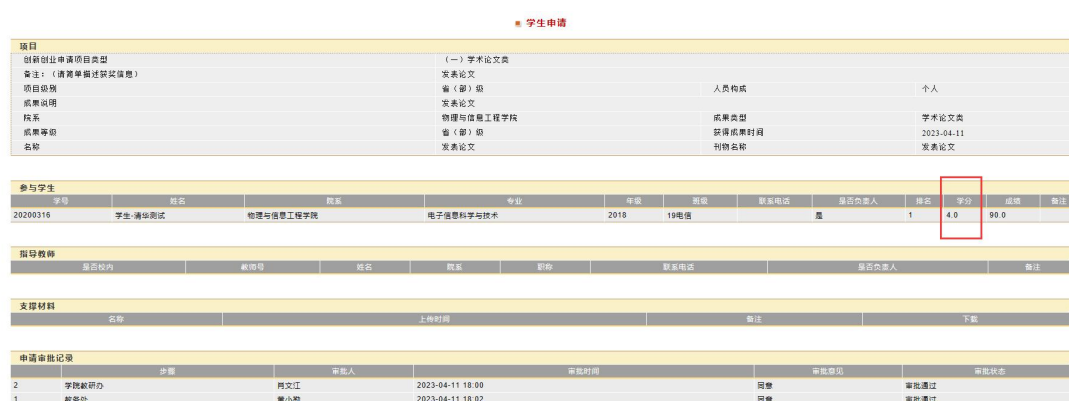 学生申请
项目
创新创业申请项目类型 （一）学术论文类
备注：（请简单描述获奖信息） 发表论文
项目级别 省（部）级 人员构成 个人
成果说明 发表论文
院系 物理与信息工程学院 成果类型 学术论文类
成果等级 省（部）级 获得成果时间 2023-04-11
名称 发表论文 刊物名称 发表论文
参与学生
学号 姓名 院系 专业 年级 班级 联系电话 是否负责人 排名 学分 成绩 备注
20200316 学生-清华测试 物理与信息工程学院 电子信息科学与技术 2018 19电信 是 1 4.0 90.0
指导教师
是否校内 教师号 姓名 院系 职称 联系电话 是否负责人 备注
支撑材料
名称 上传时间 备注 下载
申请审批记录
步骤 审批人 审批时间 审批意见 审批状态
2 学院教研办 肖文江 2023-04-11 18:00 同意 审批通过
1 教务处 2023-04-11 18:02 同意 审批通过